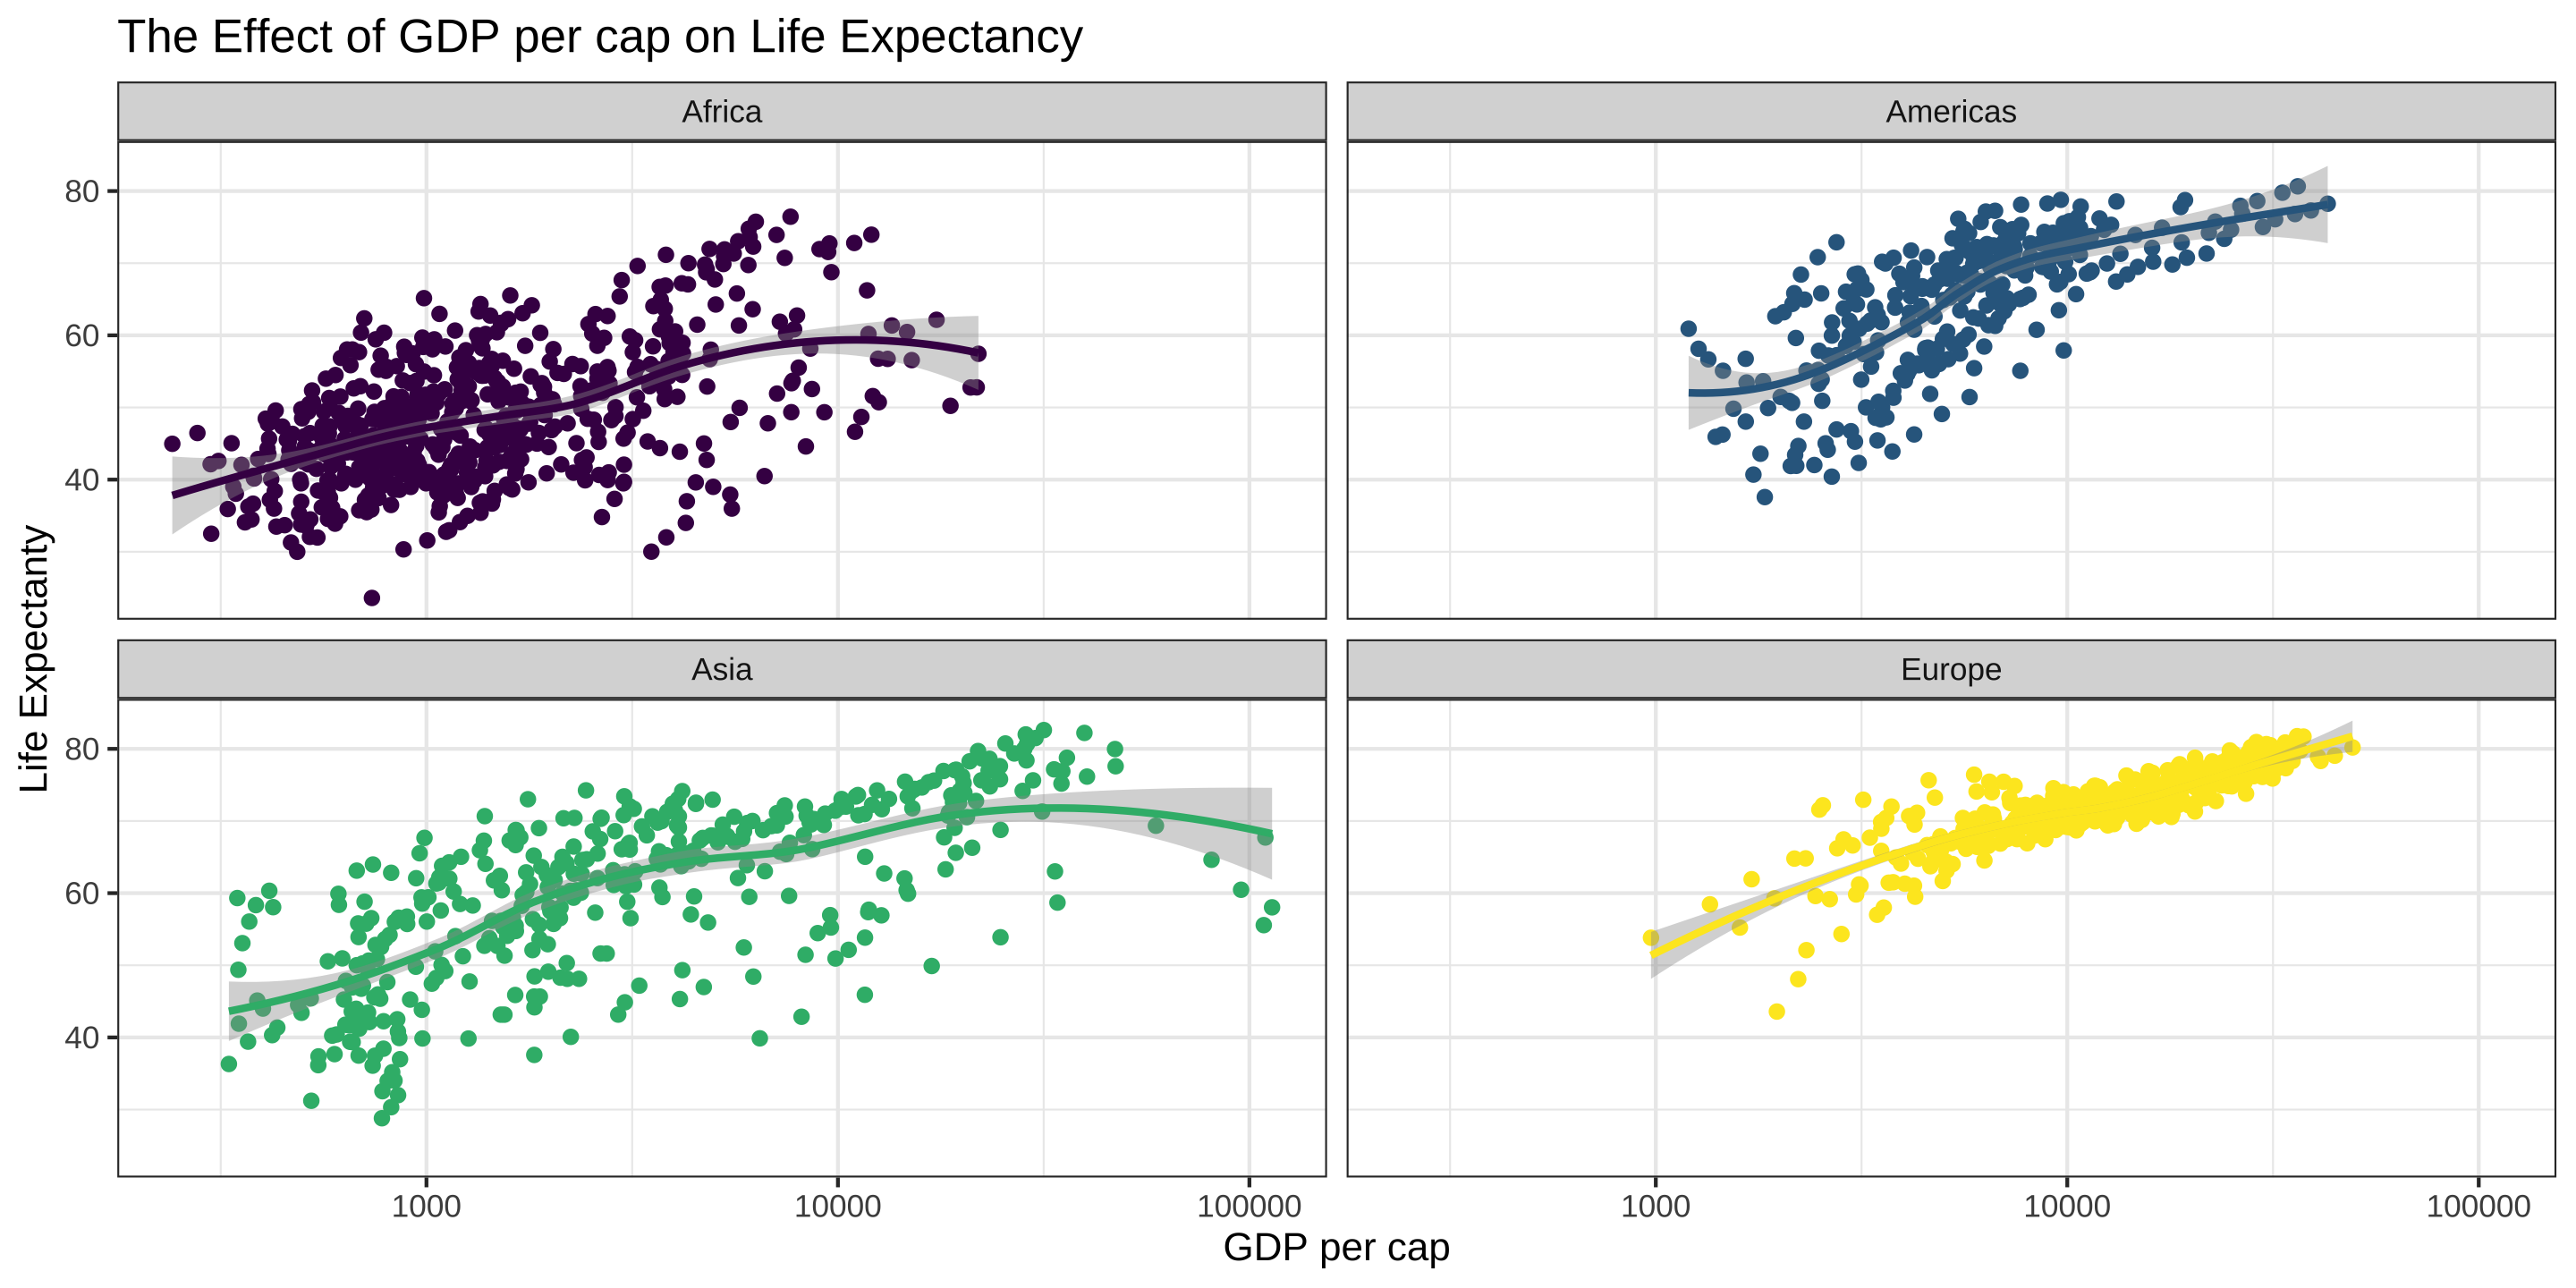 The Effect of GDP per cap on Life Expectancy
Africa
Americas
80
60
40
Asia
Europe
80
60
40
1000
10000
100000
1000
10000
100000
GDP per cap
Life Expectanty